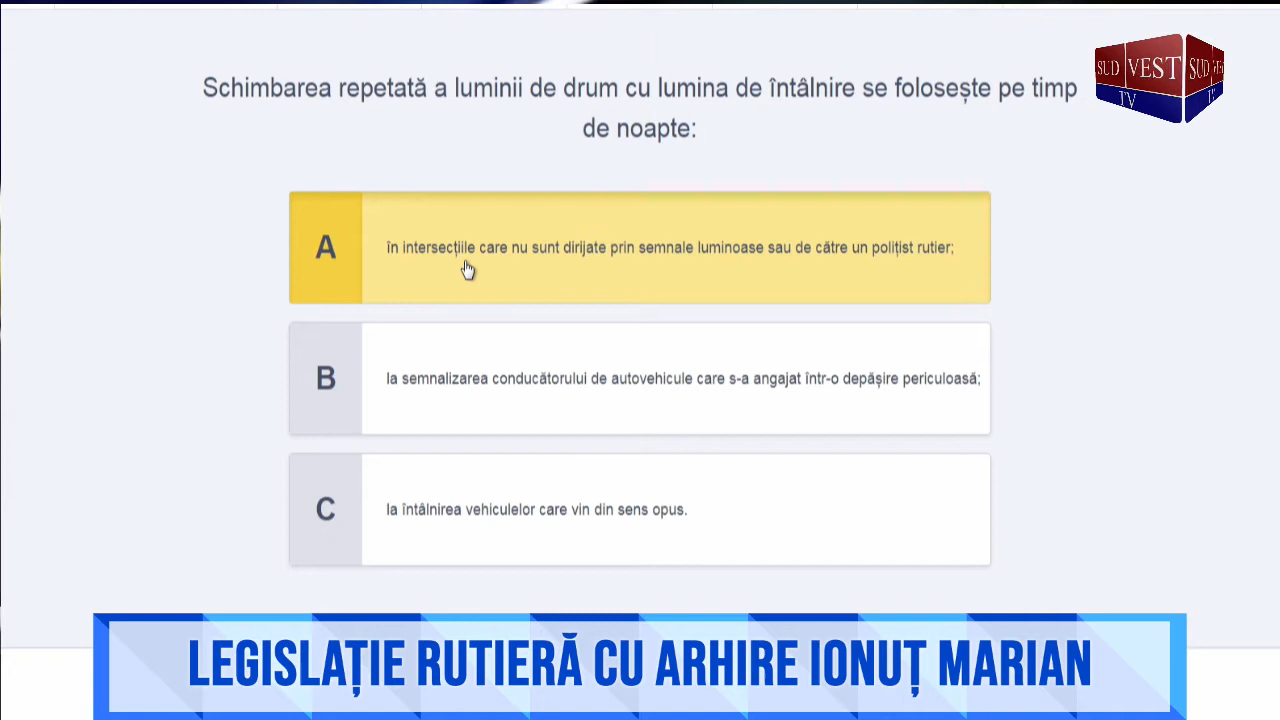 Schimbarea repetată a luminii de drum cu lumina de întâlnire se folosește pe timp
de noapte:
SUD VEST SUD VEST
TV
A
în intersecțiile care nu sunt dirijate prin semnale luminoase sau de către un polițist rutier;
B
la semnalizarea conducătorului de autovehicule care s-a angajat într-o depășire periculoasă;
C
la întâlnirea vehiculelor care vin din sens opus.
LEGISLAȚIE RUTIERĂ CU ARHIRE IONUȚ MARIAN